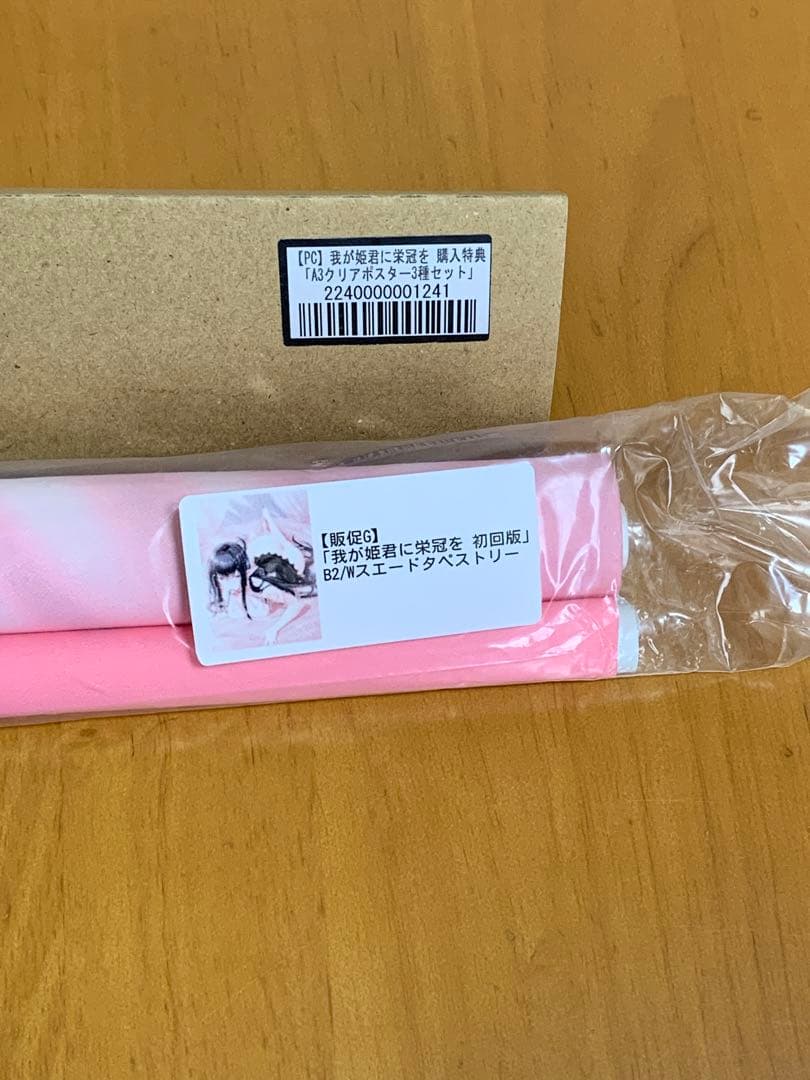 【PC】我が姫君に栄冠を 購入特典
「A3クリアポスター3種セット」
2240000001241
【販促G】
「我が姫君に栄冠を 初回版」
B2/Wスエードタペストリー